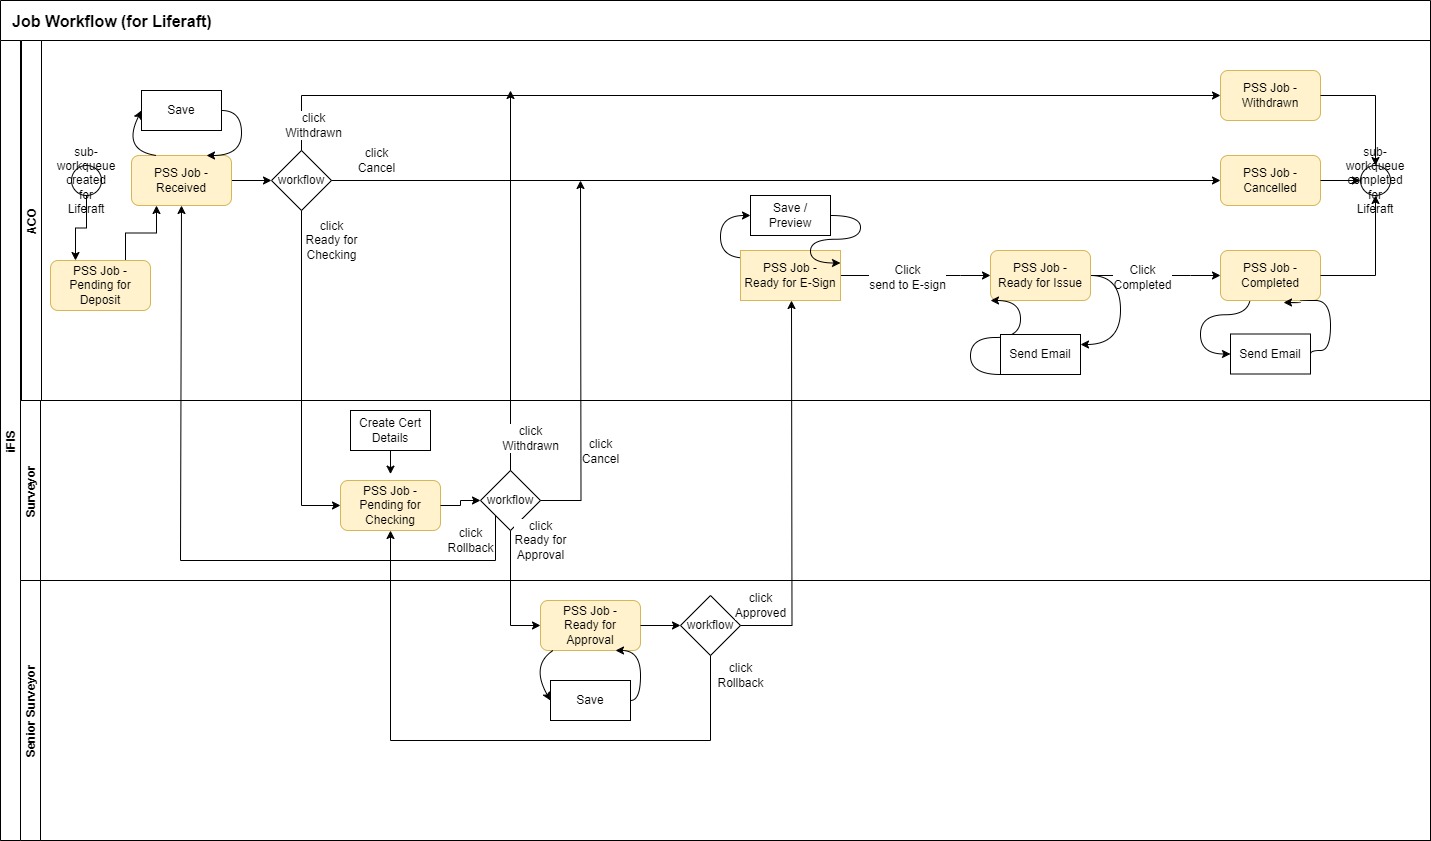 Job Workflow (for Liferaft)
iFIS
ACO
sub-
workqueue
created
for
Liferaft
PSS Job -
Pending for
Deposit
Save
PSS Job -
Received
workflow
click
Withdrawn
click
Cancel
click
Ready for
Checking
Save /
Preview
PSS Job -
Ready for E-Sign
Click
send to E-sign
PSS Job -
Ready for Issue
Send Email
Click
Completed
PSS Job -
Withdrawn
PSS Job -
Cancelled
PSS Job -
Completed
Send Email
sub-
workqueue
completed
for
Liferaft
Surveyor
Create Cert
Details
PSS Job -
Pending for
Checking
workflow
click
Withdrawn
click
Cancel
click
Rollback
click
Ready for
Approval
Senior Surveyor
PSS Job -
Ready for
Approval
Save
workflow
click
Approved
click
Rollback